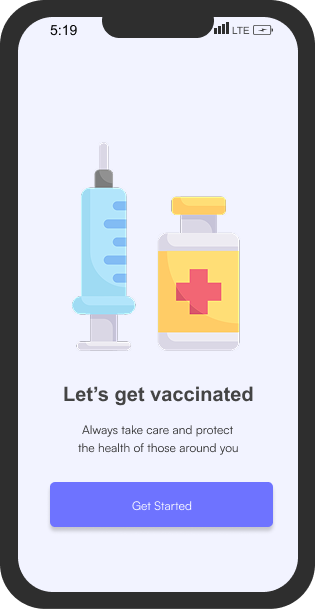 5:19 LTE
Let’s get vaccinated
Always take care and protect
the health of those around you
Get Started